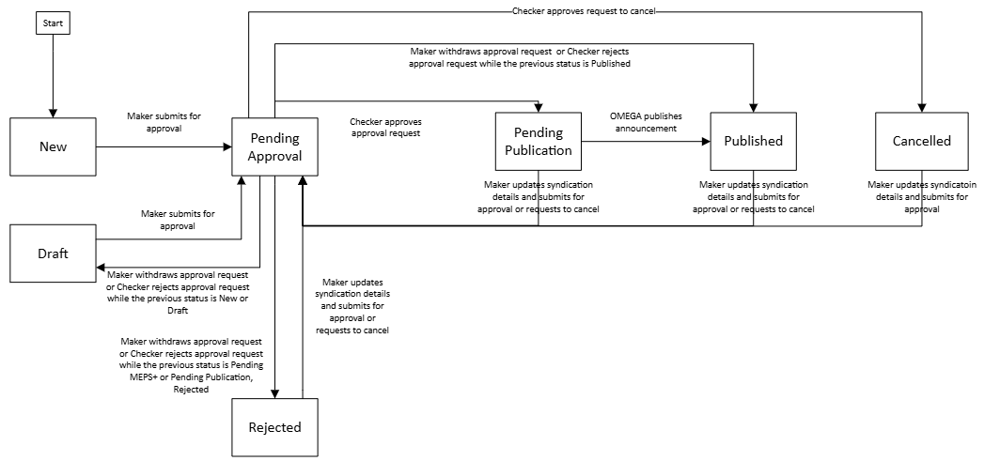 Checker approves request to cancel
Start
Maker withdraws approval request  or Checker rejects
approval request while the previous status is Published
Maker submits for
approval
Checker approves
approval request
OMEGA publishes
announcement
New
Pending
Approval
Pending
Publication
Published
Cancelled
Maker updates syndication
details and submits for
approval or requests to cancel
Maker updates syndication
details and submits for
approval or requests to cancel
Maker updates syndicatoin
details and submits for
approval
Maker submits for
approval
Draft
Maker withdraws approval request
or Checker rejects approval request
while the previous status is New or
Draft
Maker updates
syndication details
and submits for
approval or
requests to cancel
Maker withdraws approval request
or Checker rejects approval request
while the previous status is Pending
MEPS+ or Pending Publication,
Rejected
Rejected